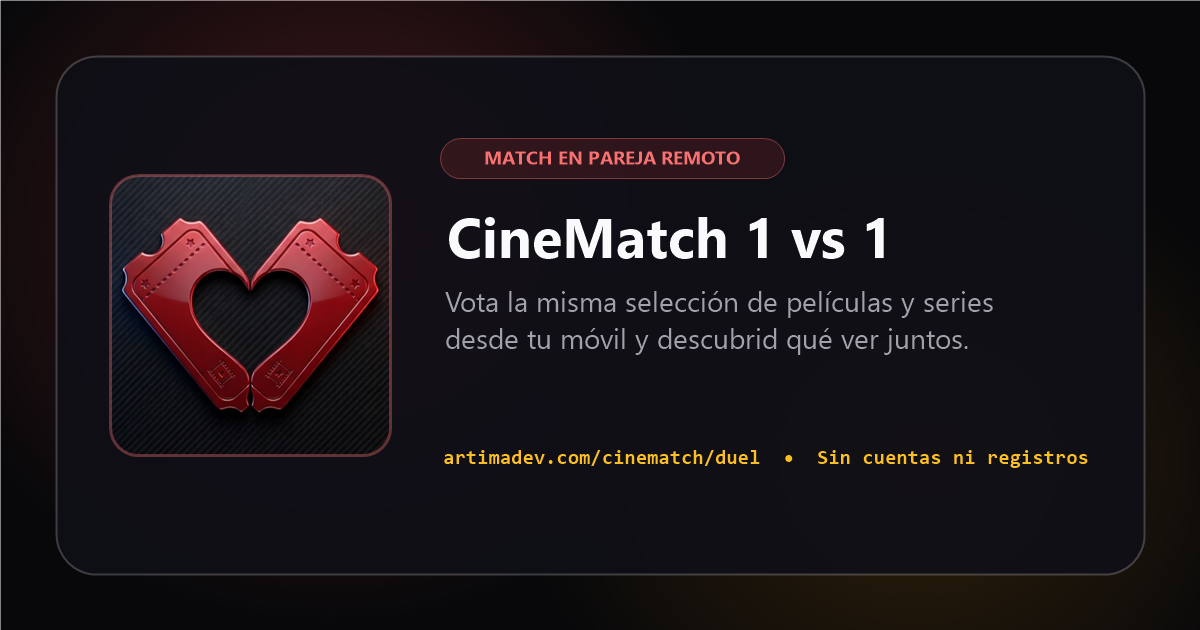 MATCH EN PAREJA REMOTO
CineMatch 1 vs 1
Vota la misma selección de películas y series
desde tu móvil y descubrid qué ver juntos.
artimadev.com/cinematch/duel • Sin cuentas ni registros